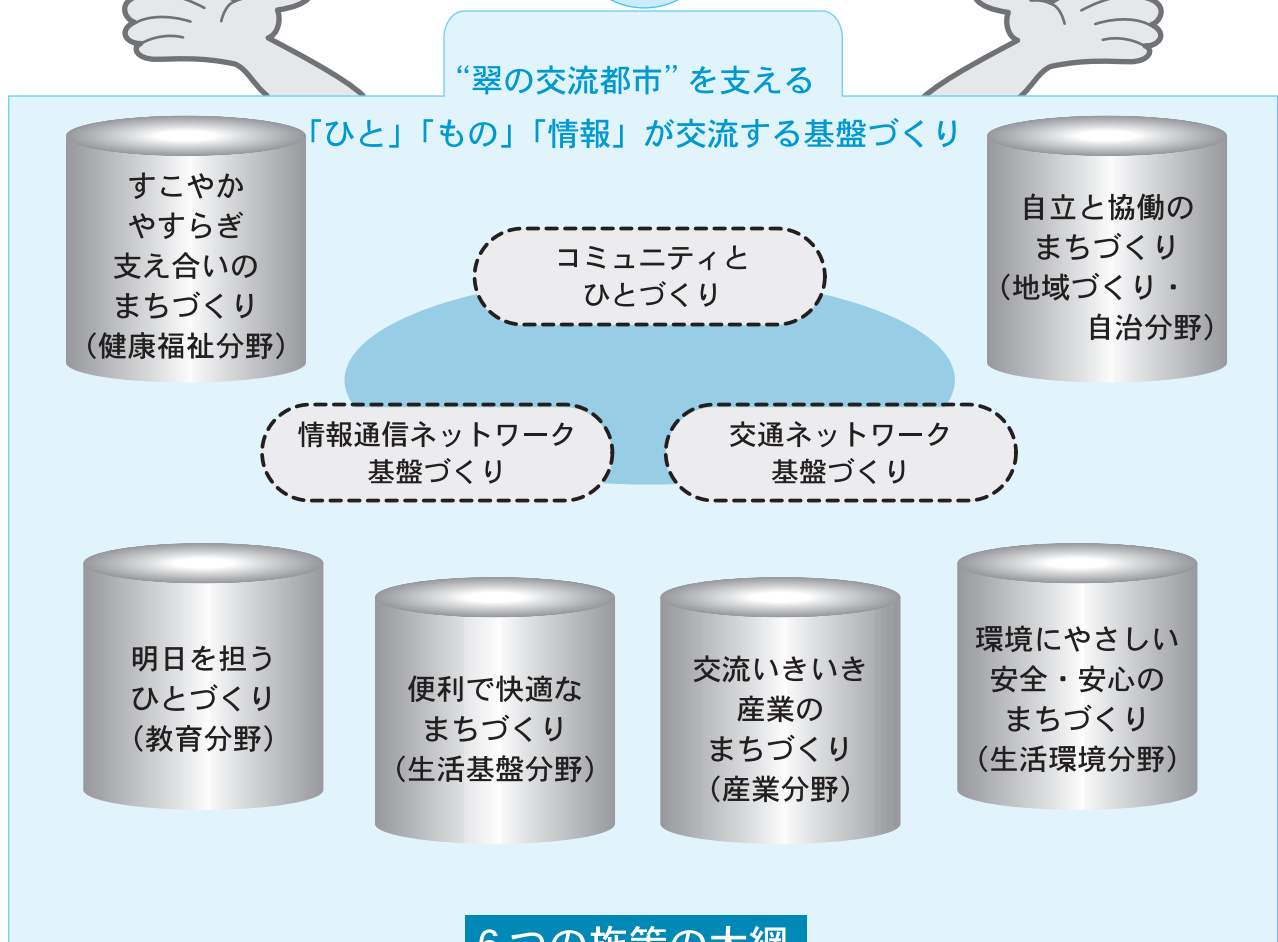 “翠の交流都市”を支える
「ひと」「もの」「情報」が交流する基盤づくり
すこやか
やすらぎ
支え合いの
まちづくり
（健康福祉分野）
自立と協働の
まちづくり
（地域づくり・
自治分野）
コミュニティと
ひとづくり
情報通信ネットワーク
基盤づくり
交通ネットワーク
基盤づくり
明日を担う
ひとづくり
（教育分野）
便利で快適な
まちづくり
（生活基盤分野）
交流いきいき
産業の
まちづくり
（産業分野）
環境にやさしい
安全・安心の
まちづくり
（生活環境分野）
6つの施策の大綱